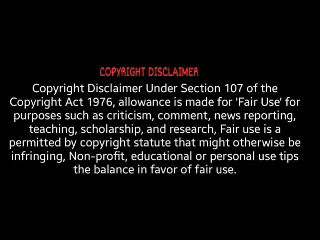 COPYRIGHT DISCLAIMER
Copyright Disclaimer Under Section 107 of the
Copyright Act 1976, allowance is made for 'Fair Use' for
purposes such as criticism, comment, news reporting,
teaching, scholarship, and research, Fair use is a
permitted by copyright statute that might otherwise be
infringing, Non-profit, educational or personal use tips
the balance in favor of fair use.